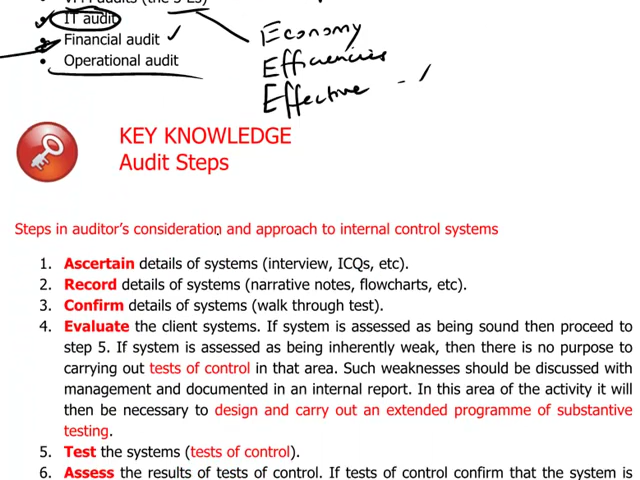 VFM audits (the 3 Es)
IT audit
Financial audit
Operational audit
Economy
Efficiencies
Effective
KEY KNOWLEDGE
Audit Steps
Steps in auditor's consideration and approach to internal control systems
1. Ascertain details of systems (interview, ICQs, etc).
2. Record details of systems (narrative notes, flowcharts, etc).
3. Confirm details of systems (walk through test).
4. Evaluate the client systems. If system is assessed as being sound then proceed to
step 5. If system is assessed as being inherently weak, then there is no purpose to
carrying out tests of control in that area. Such weaknesses should be discussed with
management and documented in an internal report. In this area of the activity it will
then be necessary to design and carry out an extended programme of substantive
testing.
5. Test the systems (tests of control).
6. Assess the results of tests of control. If tests of control confirm that the system is